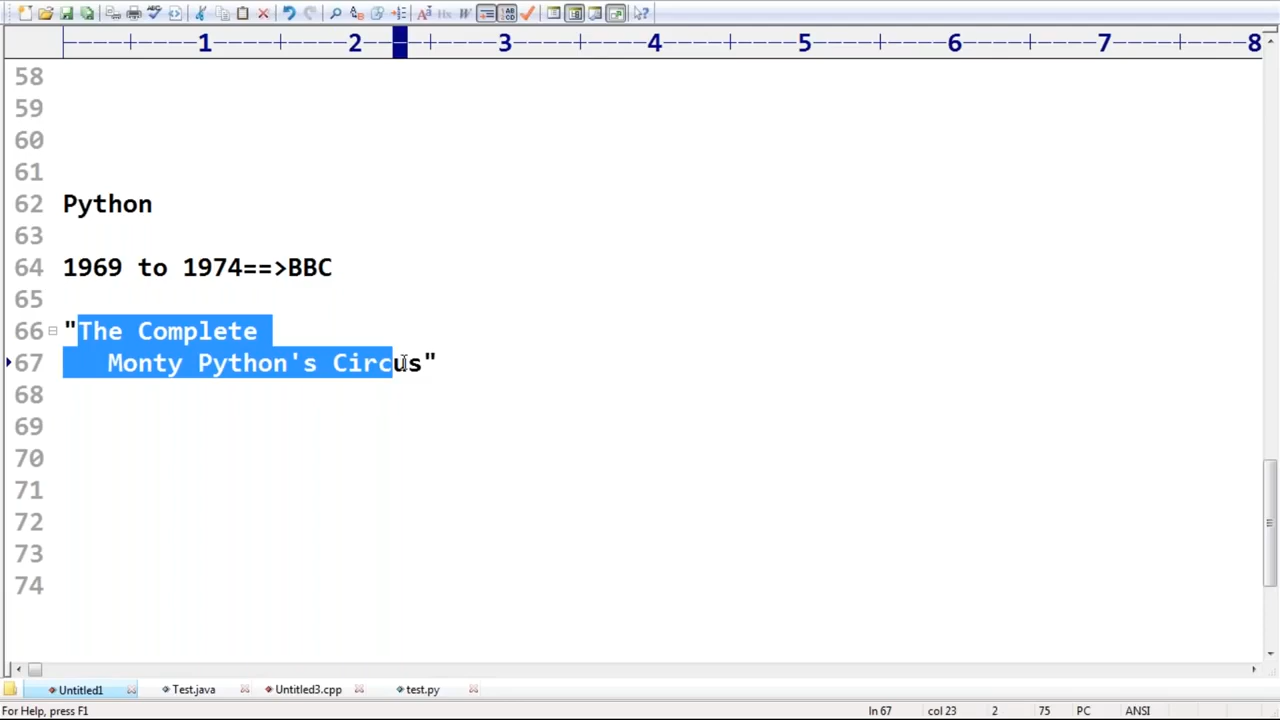 1 2 3 4 5 6 7 8
58
59
60
61
62 Python
63
64 1969 to 1974==>BBC
65
66 "The Complete
67 Monty Python's Circus"
68
69
70
71
72
73
74
Untitled1 Test.java Untitled3.cpp test.py
For Help, press F1 ln 67 col 23 2 75 PC ANSI